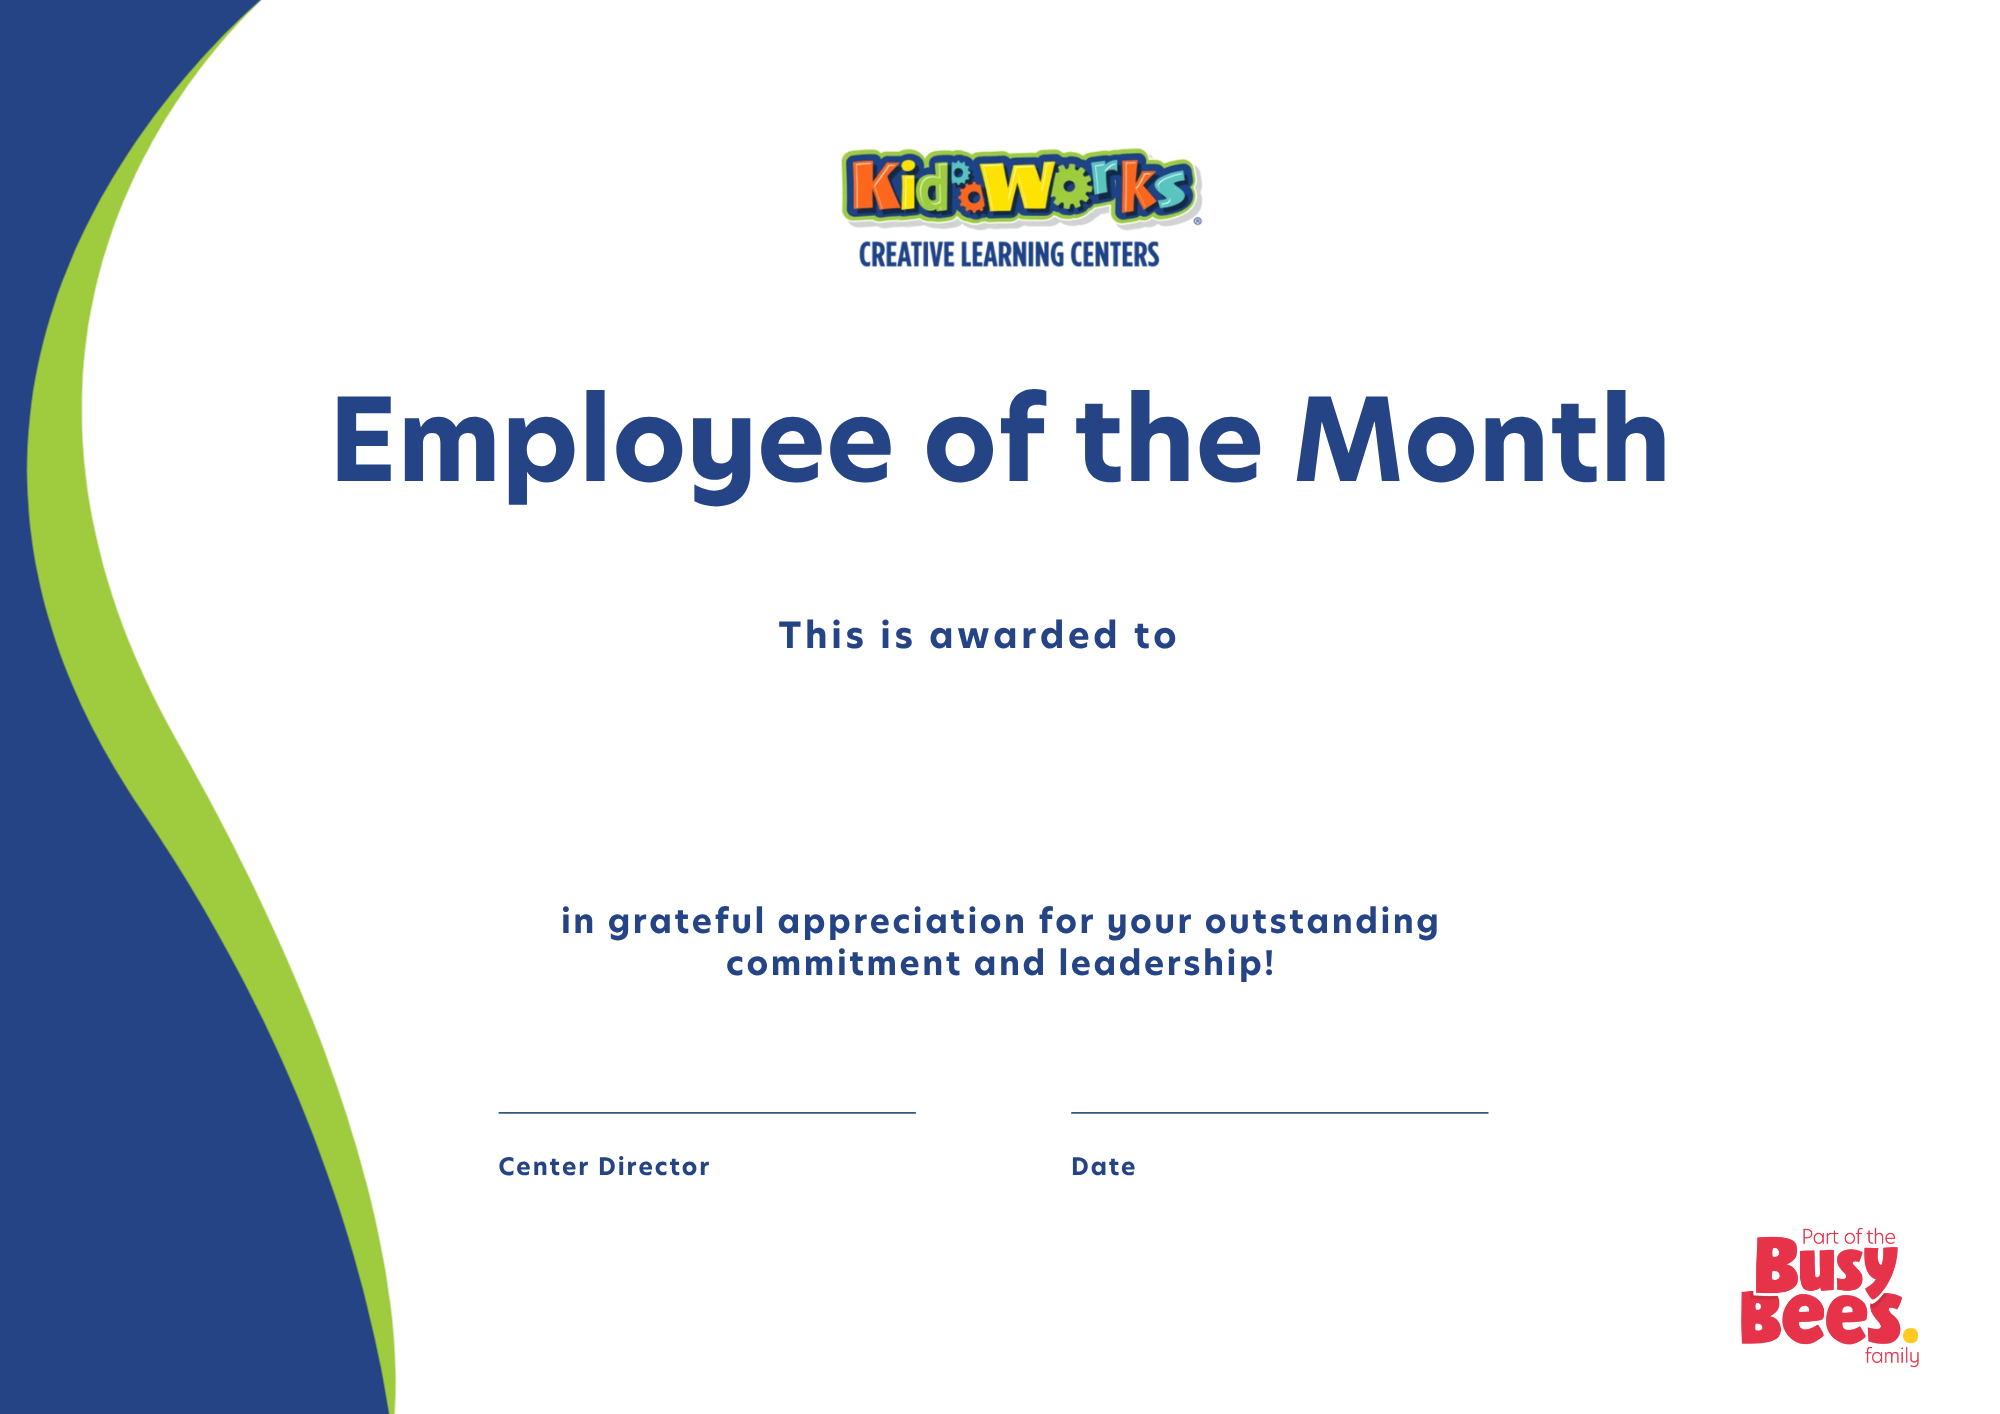 KidWorks®
CREATIVE LEARNING CENTERS
Employee of the Month
This is awarded to
in grateful appreciation for your outstanding
commitment and leadership!
Center Director
Date
Part of the
Busy
Bees.
family